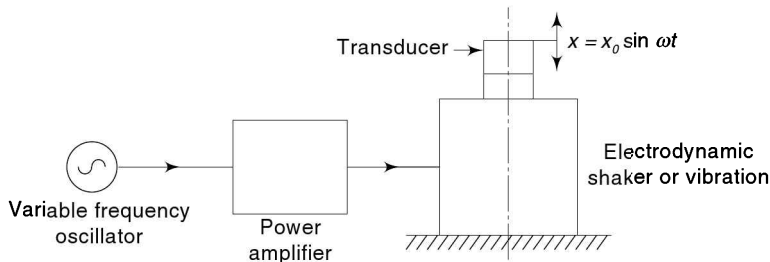 Transducer
x = x₀ sin ωt
Electrodynamic
shaker or vibration
Variable frequency
oscillator
Power
amplifier